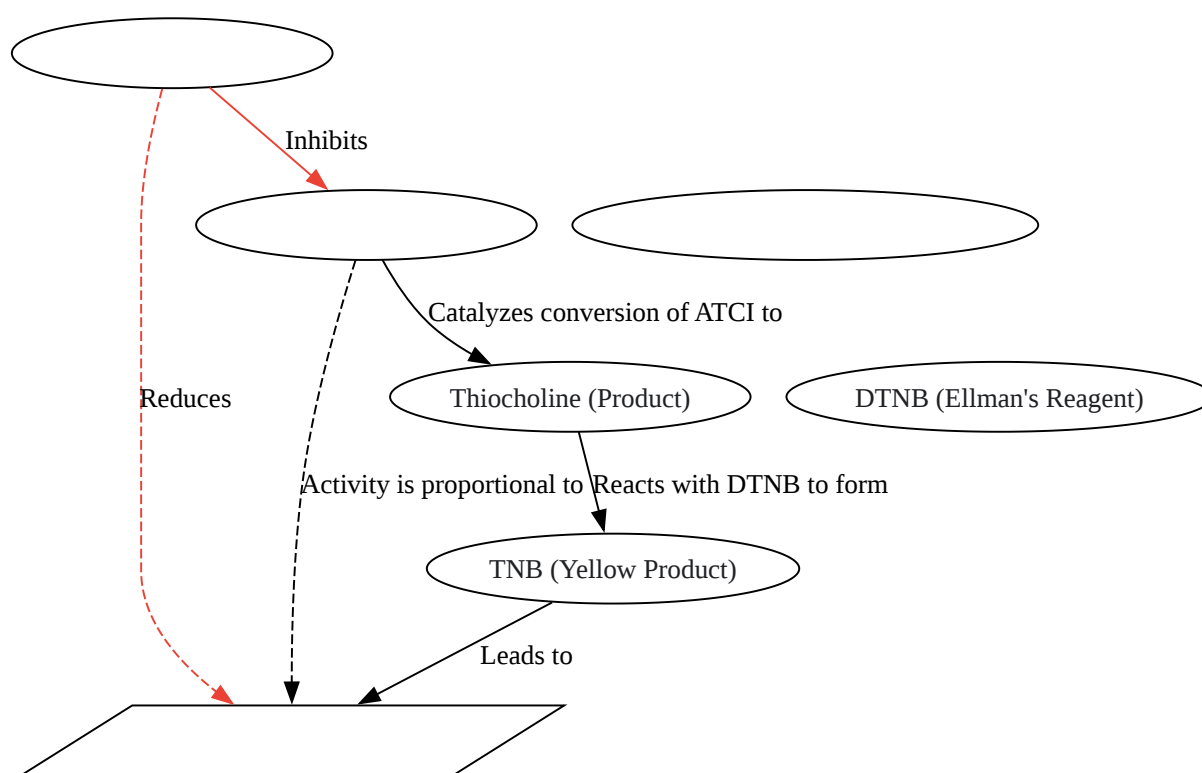 Inhibits
Catalyzes conversion of ATCI to
Thiocholine (Product)
DTNB (Ellman's Reagent)
Reduces
Activity is proportional to
Reacts with DTNB to form
TNB (Yellow Product)
Leads to